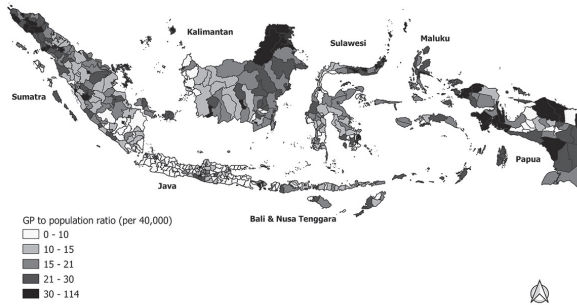 Kalimantan
Sulawesi
Maluku
Sumatra
Papua
Java
Bali & Nusa Tenggara
GP to population ratio (per 40,000)
0 - 10
10 - 15
15 - 21
21 - 30
30 - 114